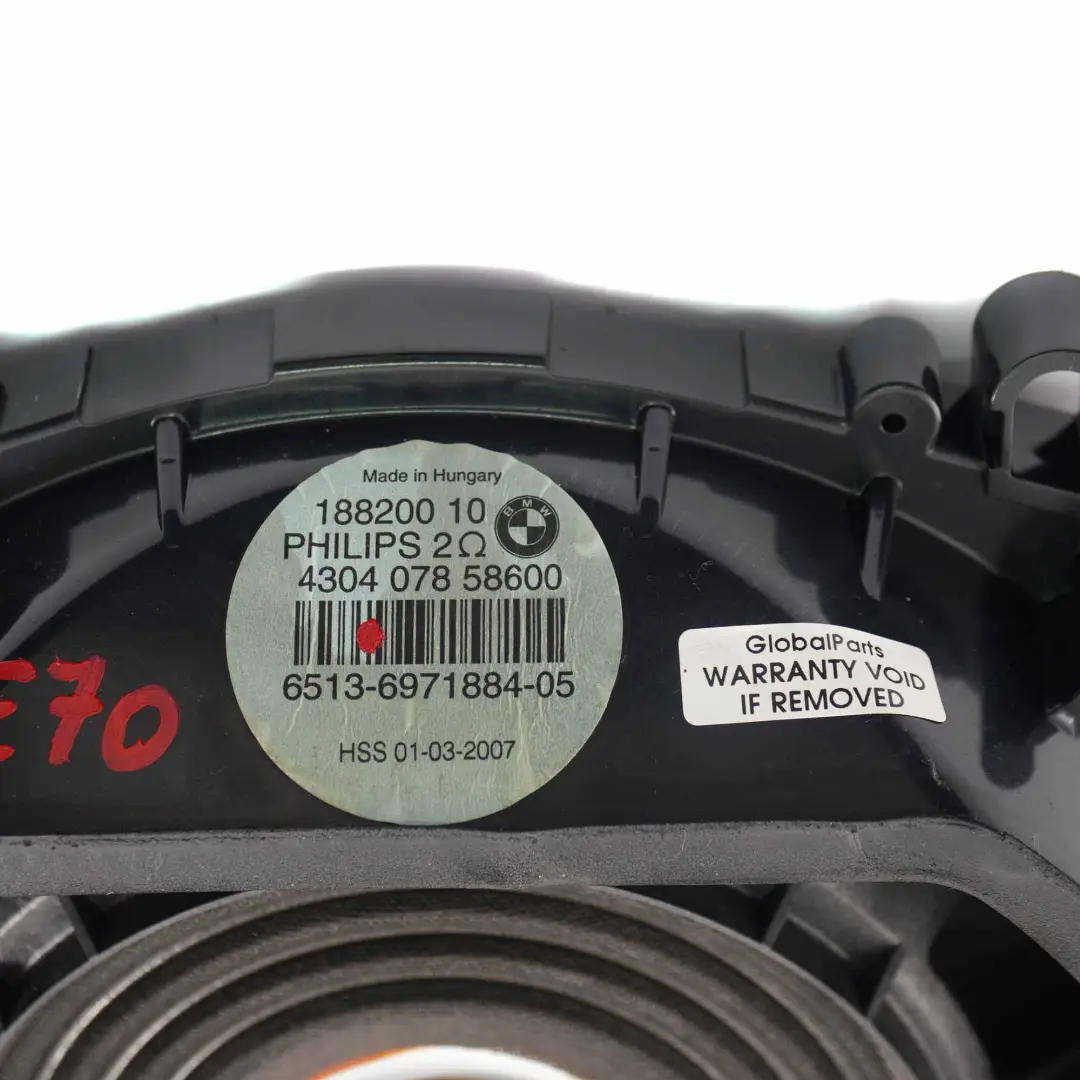 Made in Hungary
188200 10
BMW
PHILIPS 2Ω
4304 078 58600
6513-6971884-05
HSS 01-03-2007
E70
GlobalParts
WARRANTY VOID
IF REMOVED